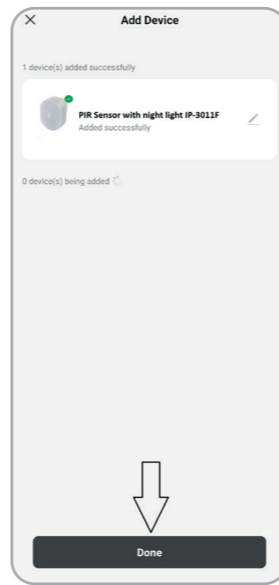 Add Device
1 device(s) added successfully
PIR Sensor with night light IP-3011F
Added successfully
0 device(s) being added
Done